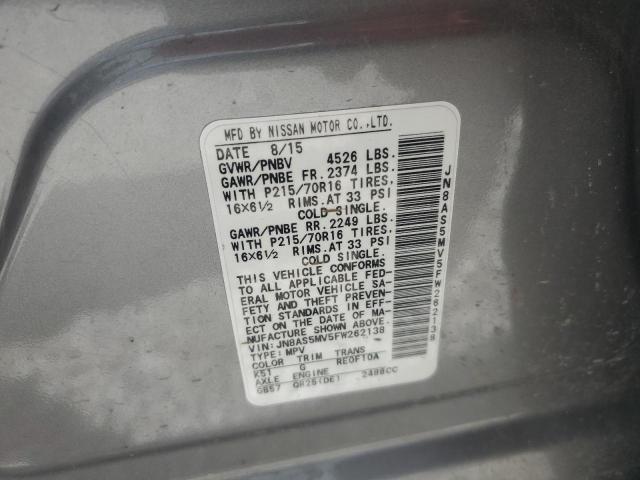 MFD BY NISSAN MOTOR CO.,LTD.
DATE 8/15
GVWR/PNBV 4526 LBS.
GAWR/PNBE FR. 2374 LBS.
WITH P215/70R16 TIRES,
16×6½ RIMS.AT 33 PSI
COLD SINGLE.
GAWR/PNBE RR. 2249 LBS.
WITH P215/70R16 TIRES,
16×6½ RIMS.AT 33 PSI
COLD SINGLE.
THIS VEHICLE CONFORMS
TO ALL APPLICABLE FED-
ERAL MOTOR VEHICLE SA-
FETY AND THEFT PREVEN-
TION STANDARDS IN EFF-
ECT ON THE DATE OF MA-
NUFACTURE SHOWN ABOVE.
VIN: JN8AS5MV5FW262138
TYPE: MPV
COLOR TRIM TRANS
K51 G RE0F10A
AXLE ENGINE
GB57 QR25(DE) 2488CC
JN8AS5MV5FW262138